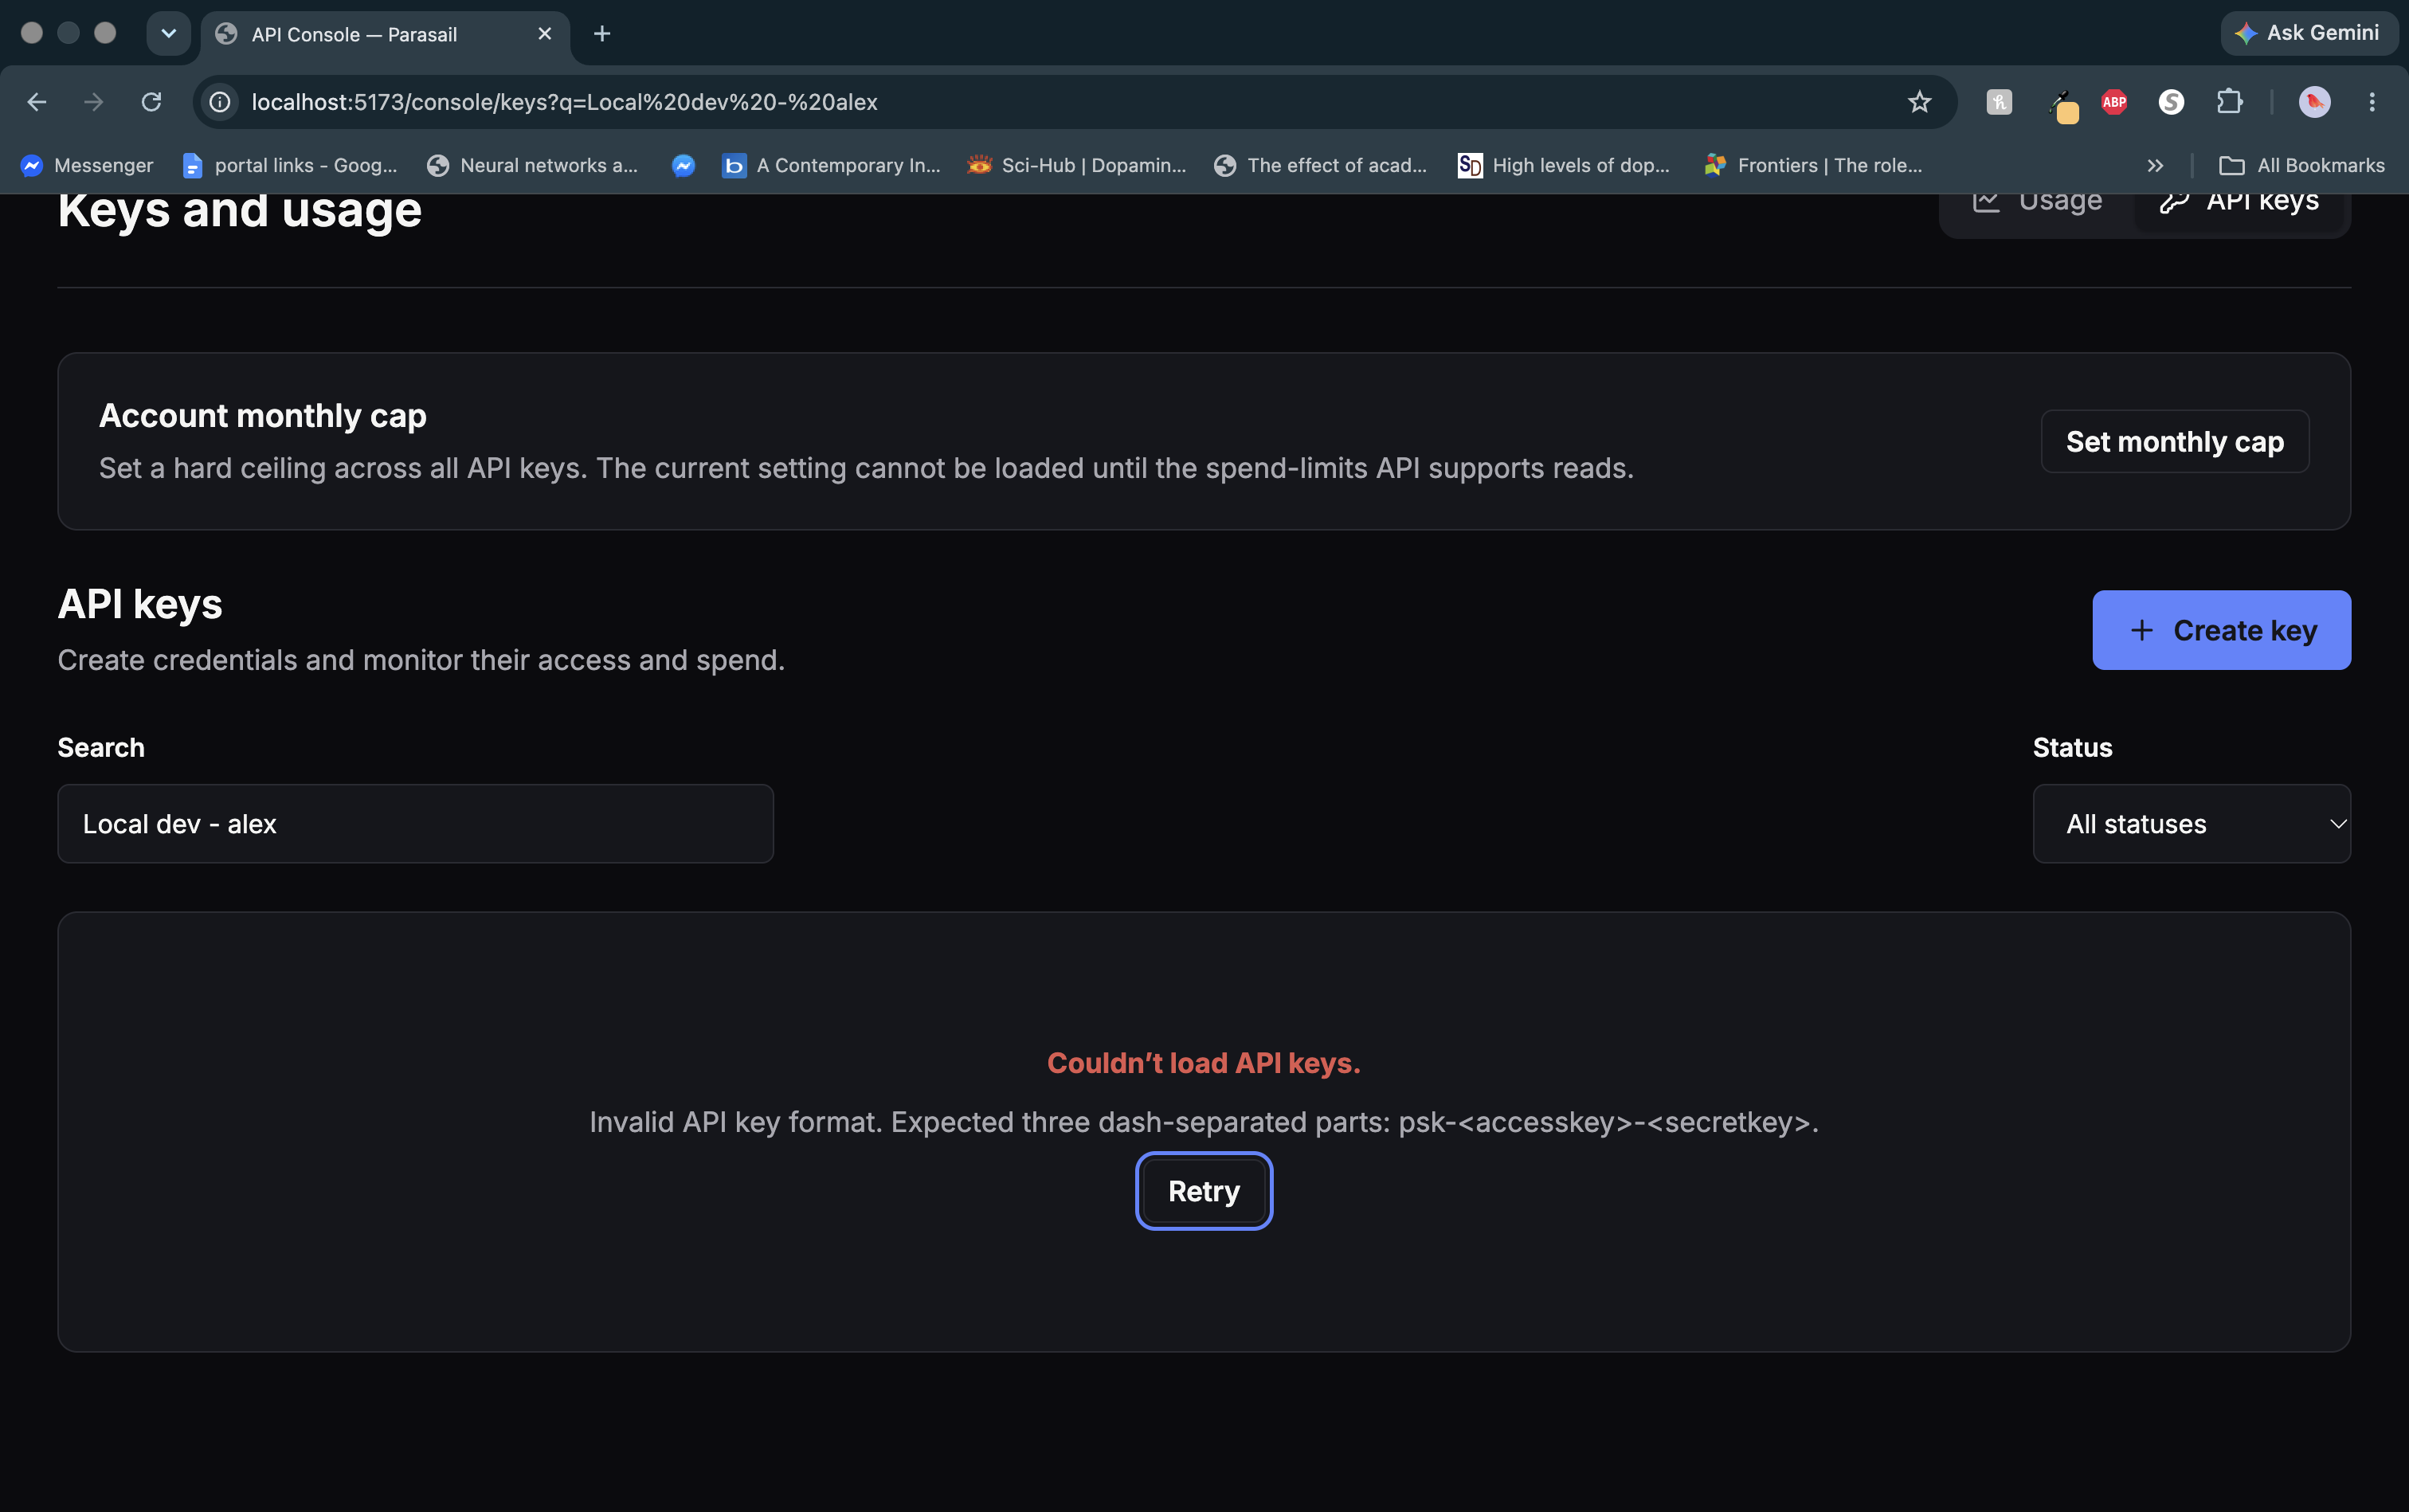 API Console — Parasail
Ask Gemini
localhost:5173/console/keys?q=Local%20dev%20-%20alex
ABP
Messenger
portal links - Goog...
Neural networks a...
A Contemporary In...
Sci-Hub | Dopamin...
The effect of acad...
SD
High levels of dop...
Frontiers | The role...
All Bookmarks
Keys and usage
Usage
API keys
Account monthly cap
Set a hard ceiling across all API keys. The current setting cannot be loaded until the spend-limits API supports reads.
Set monthly cap
API keys
Create credentials and monitor their access and spend.
+ Create key
Search
Status
Local dev - alex
All statuses
Couldn’t load API keys.
Invalid API key format. Expected three dash-separated parts: psk-<accesskey>-<secretkey>.
Retry